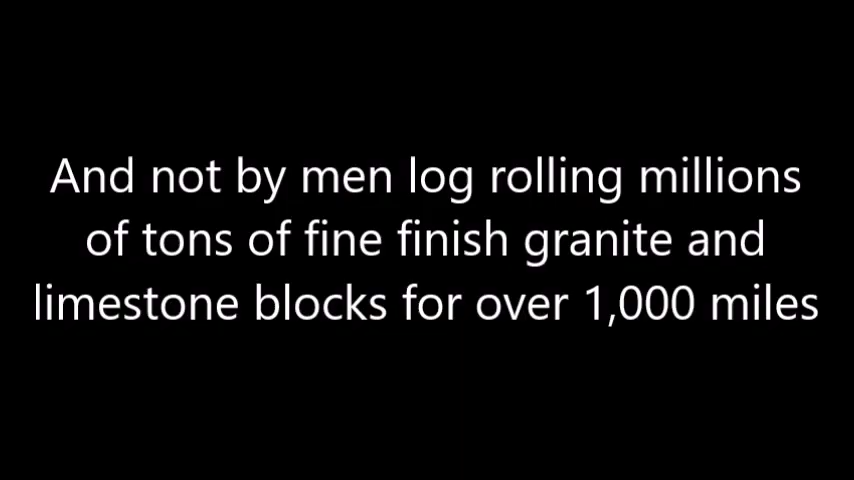 And not by men log rolling millions
of tons of fine finish granite and
limestone blocks for over 1,000 miles